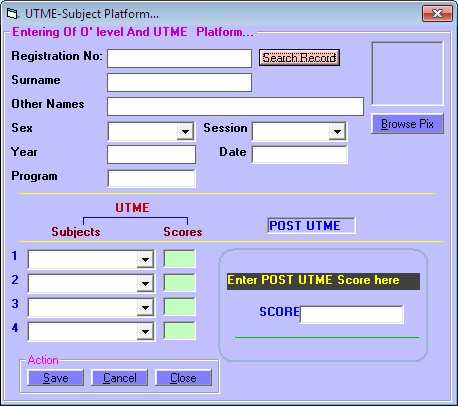 UTME-Subject Platform...
Entering Of O' level And UTME Platform...
Registration No: Search Record
Surname
Other Names
Sex Session
Year Date Browse Pix
Program
UTME
Subjects Scores POST UTME
1
2 Enter POST UTME Score here
3 SCORE
4
Action
Save Cancel Close